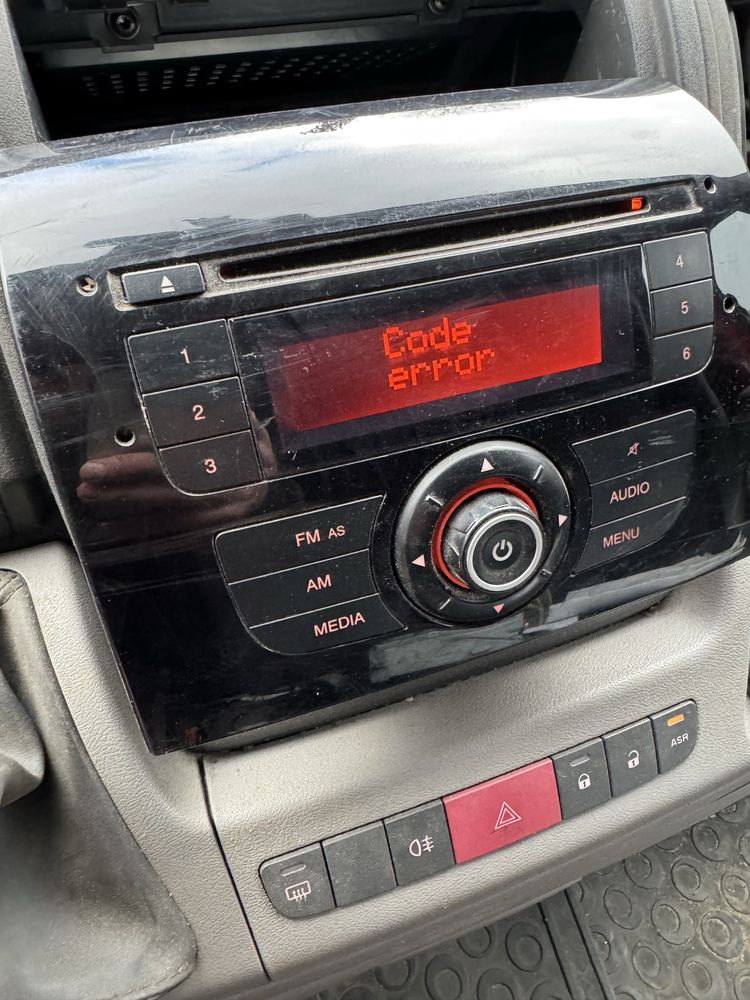 4
5
6
1
2
3
Code
error
FM AS
AM
MEDIA
AUDIO
MENU
ASR